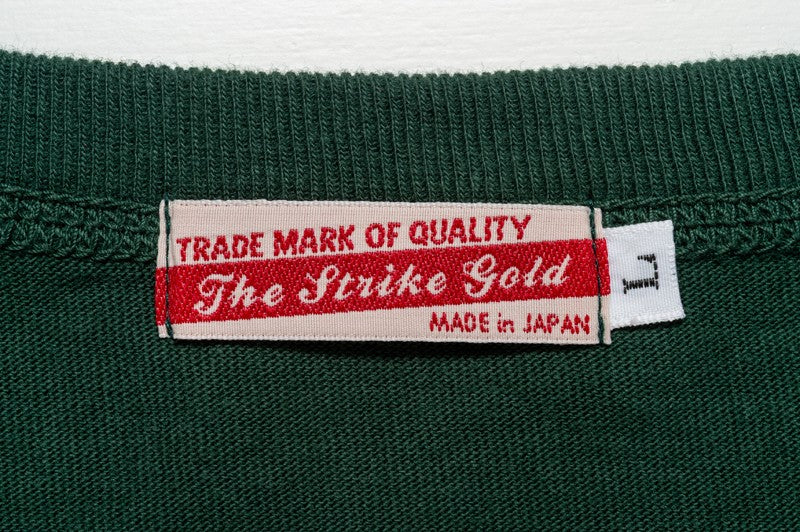 TRADE MARK OF QUALITY
The Strike Gold
MADE in JAPAN
L